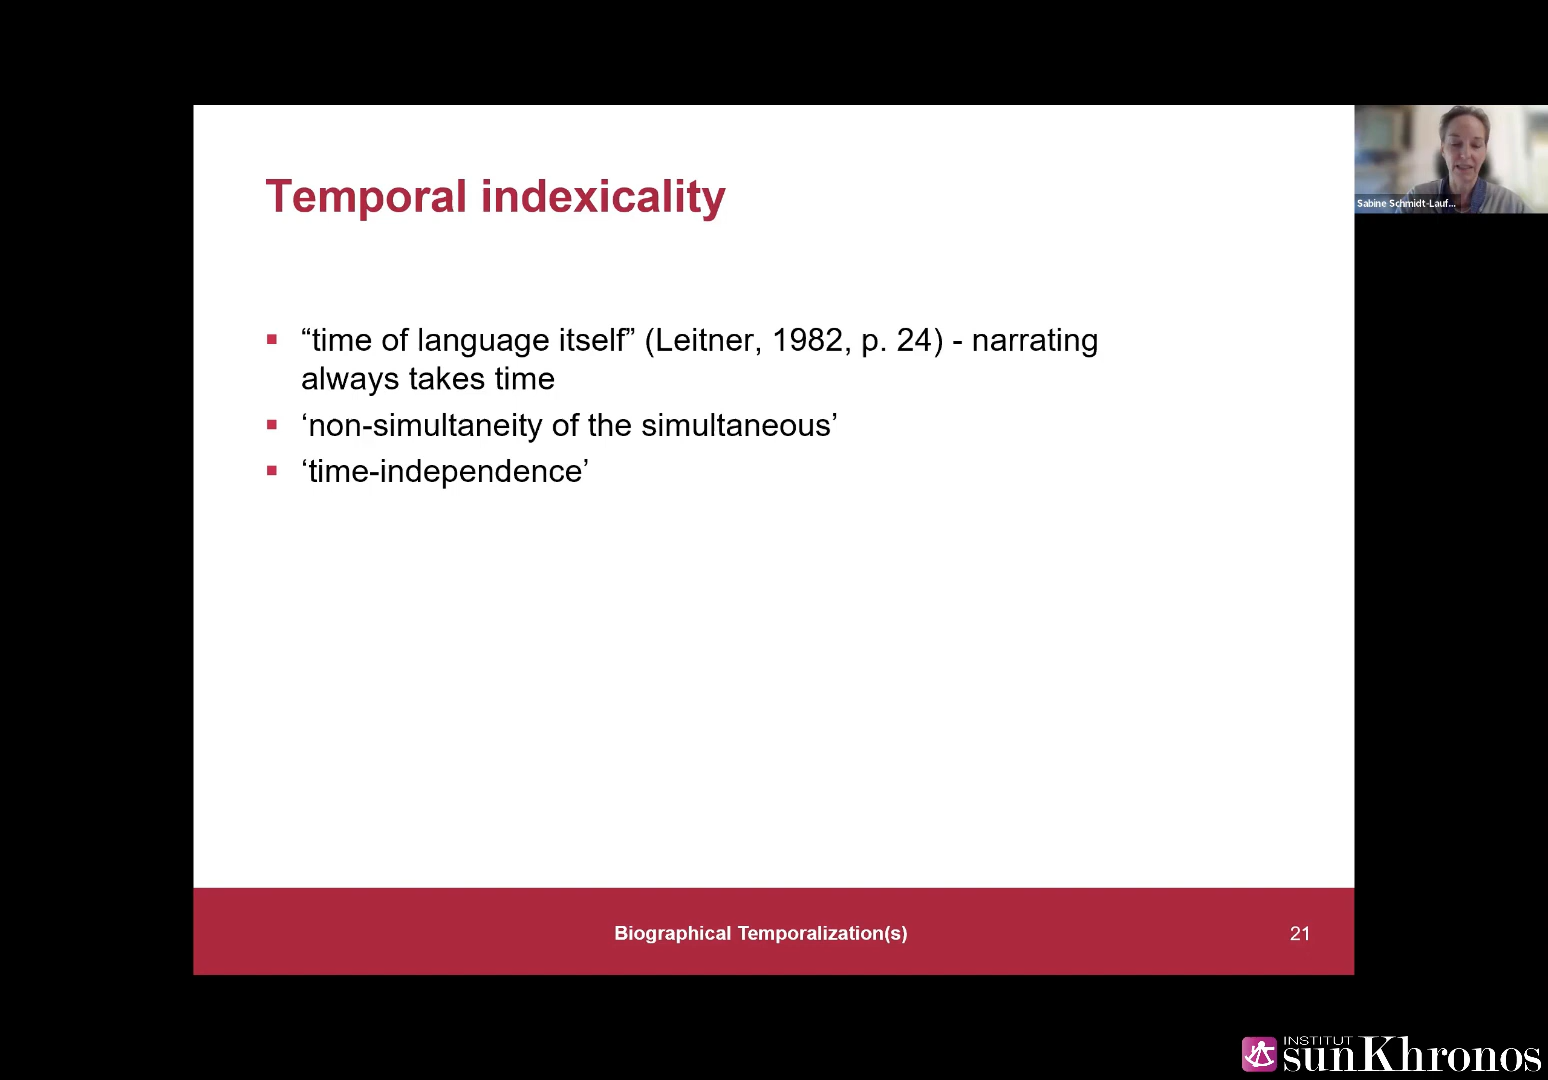 Temporal indexicality
“time of language itself” (Leitner, 1982, p. 24) - narrating
always takes time
‘non-simultaneity of the simultaneous’
‘time-independence’
Sabine Schmidt-Lauf...
Biographical Temporalization(s)
21
INSTITUT
sunKhronos